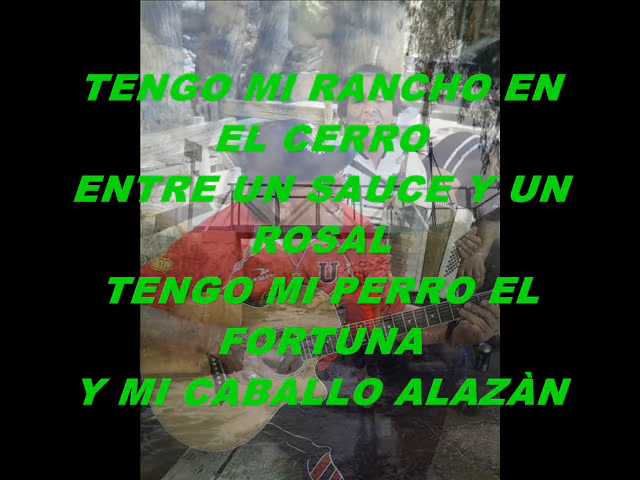 TENGO MI RANCHO EN
EL CERRO
ENTRE UN SAUCE Y UN
ROSAL
TENGO MI PERRO EL
FORTUNA
Y MI CABALLO ALAZÀN
U